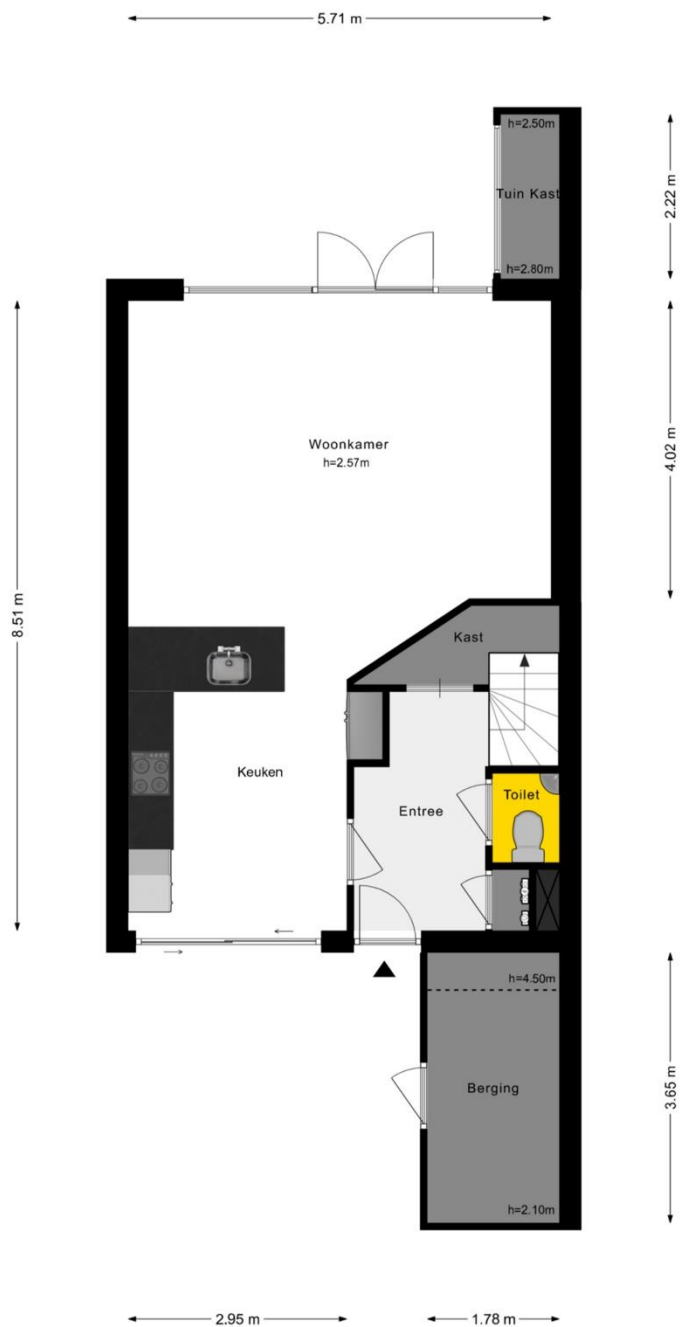 5.71 m
h=2.50m
Tuin Kast
h=2.80m
2.22 m
Woonkamer
h=2.57m
4.02 m
8.51 m
Kast
Keuken
Toilet
Entree
h=4.50m
Berging
3.65 m
h=2.10m
2.95 m
1.78 m